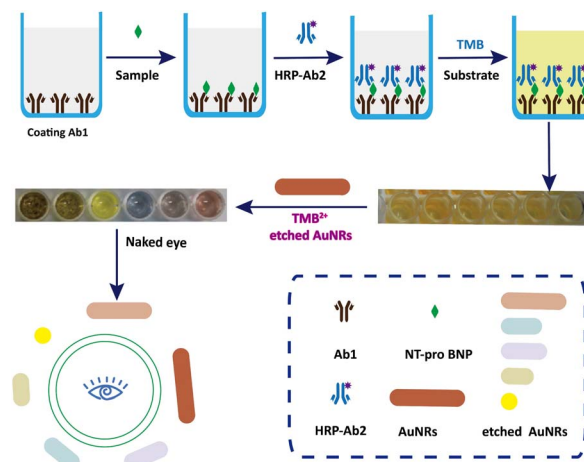 Sample
HRP-Ab2
TMB
Substrate
Coating Ab1
TMB²⁺
etched AuNRs
Naked eye
Ab1
NT-pro BNP
HRP-Ab2
AuNRs
etched AuNRs